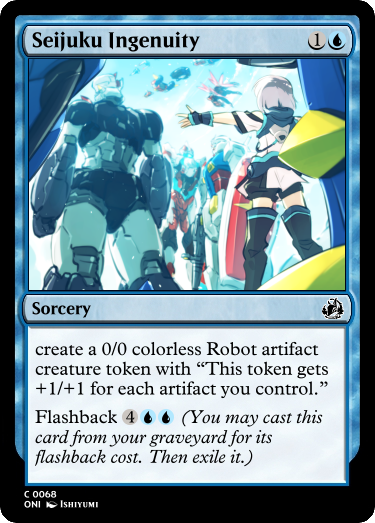 Seijuku Ingenuity 1
Sorcery
create a 0/0 colorless Robot artifact
creature token with “This token gets
+1/+1 for each artifact you control.”
Flashback 4 (You may cast this
card from your graveyard for its
flashback cost. Then exile it.)
C 0068
ONI Ishiyumi